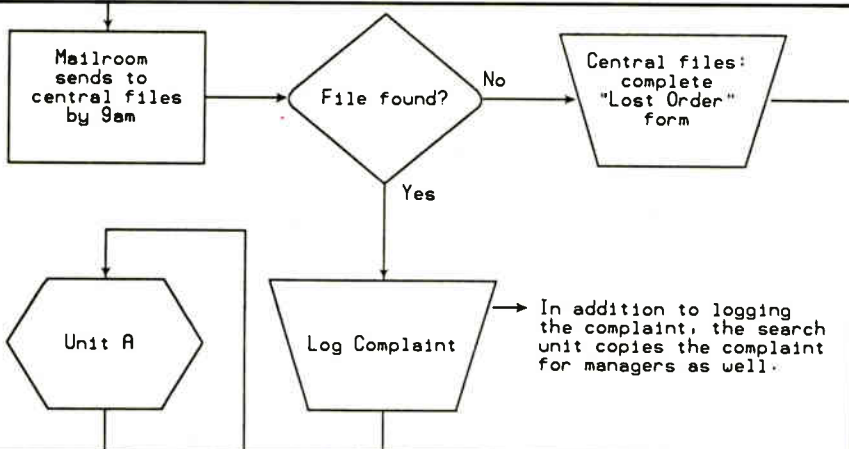 Mailroom
sends to
central files
by 9am
File found?
No
Central files:
complete
"Lost Order"
form
Yes
Unit A
Log Complaint
In addition to logging
the complaint, the search
unit copies the complaint
for managers as well.